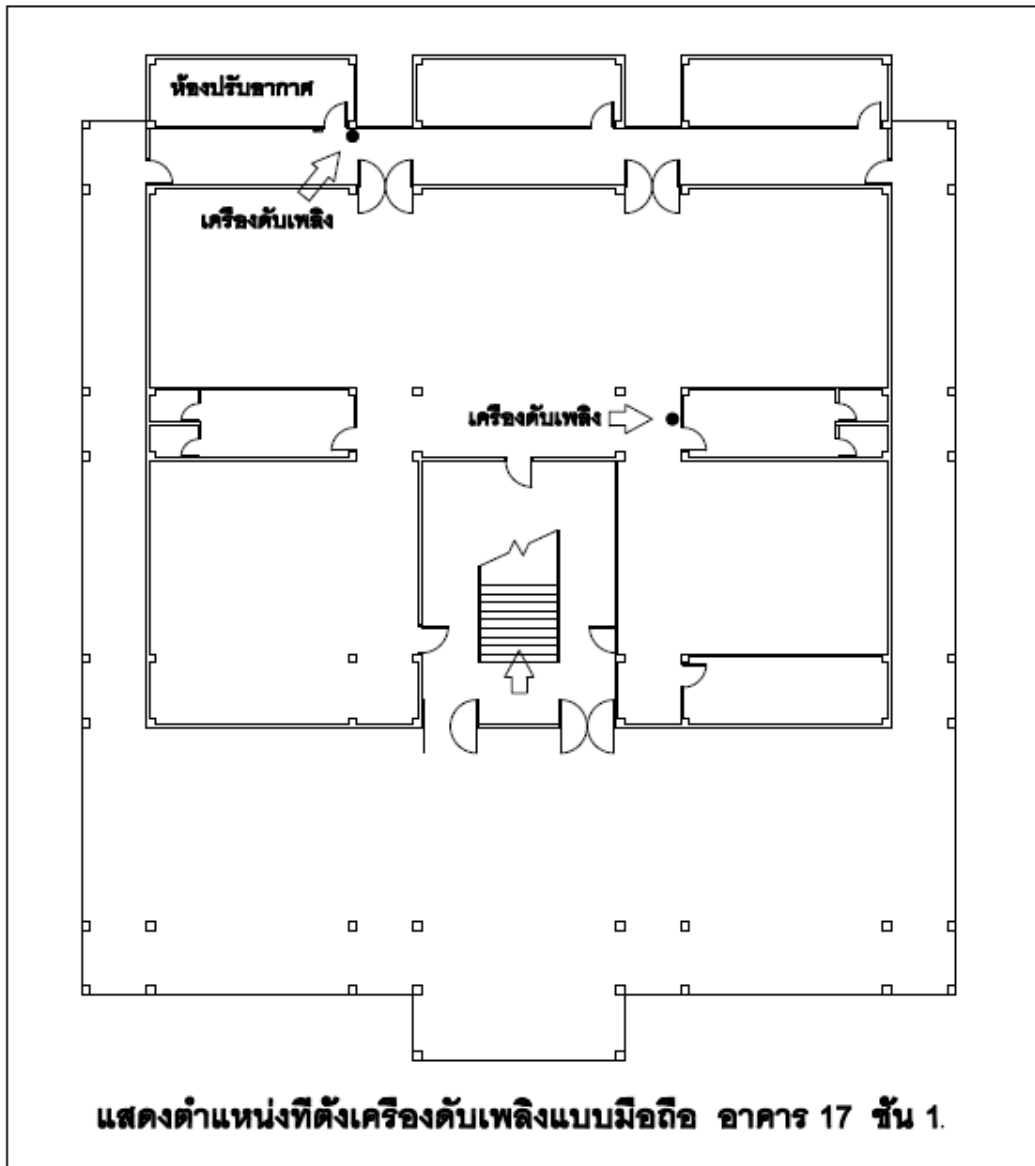 ห้องปรับอากาศ
เครื่องดับเพลิง
เครื่องดับเพลิง
แสดงตำแหน่งที่ตั้งเครื่องดับเพลิงแบบมือถือ อาคาร 17 ชั้น 1.